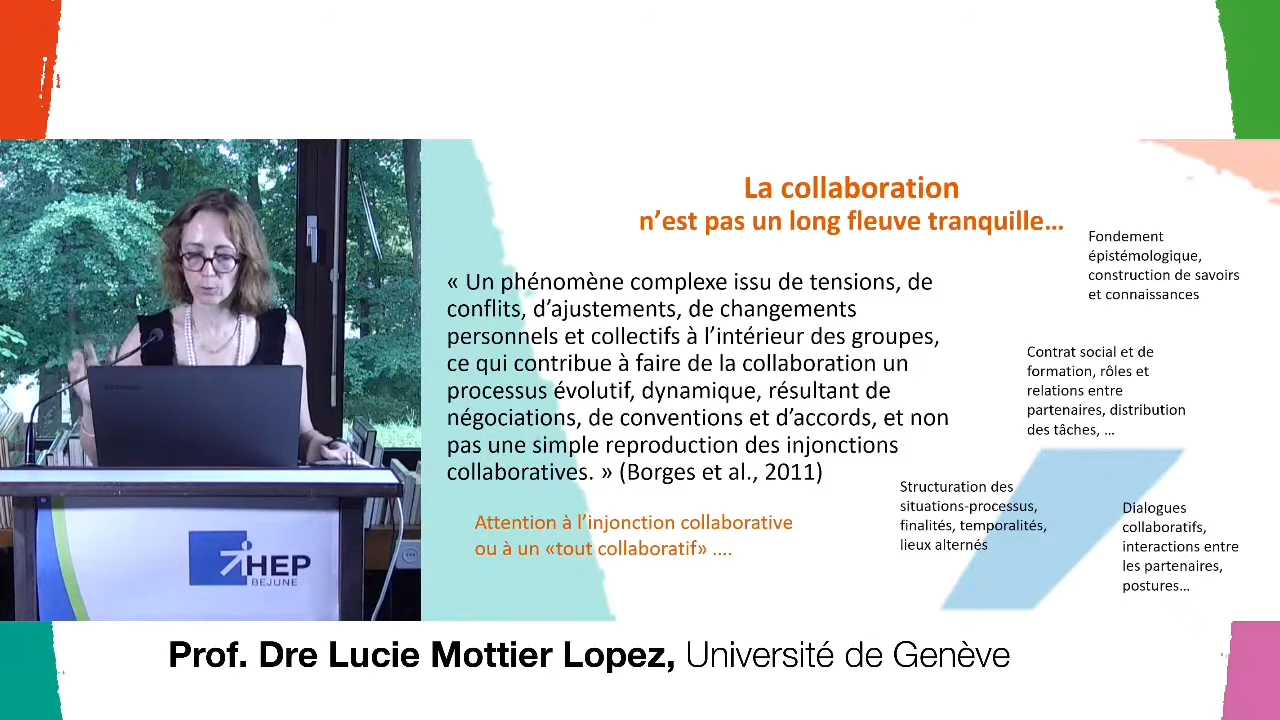 La collaboration
n’est pas un long fleuve tranquille…
Fondement
épistémologique,
construction de savoirs
et connaissances
« Un phénomène complexe issu de tensions, de
conflits, d’ajustements, de changements
personnels et collectifs à l’intérieur des groupes,
ce qui contribue à faire de la collaboration un
processus évolutif, dynamique, résultant de
négociations, de conventions et d’accords, et non
pas une simple reproduction des injonctions
collaboratives. » (Borges et al., 2011)
Contrat social et de
formation, rôles et
relations entre
partenaires, distribution
des tâches, …
Attention à l’injonction collaborative
ou à un «tout collaboratif» ….
Structuration des
situations-processus,
finalités, temporalités,
lieux alternés
Dialogues
collaboratifs,
interactions entre
les partenaires,
postures…
HEP
BEJUNE
Prof. Dre Lucie Mottier Lopez, Université de Genève